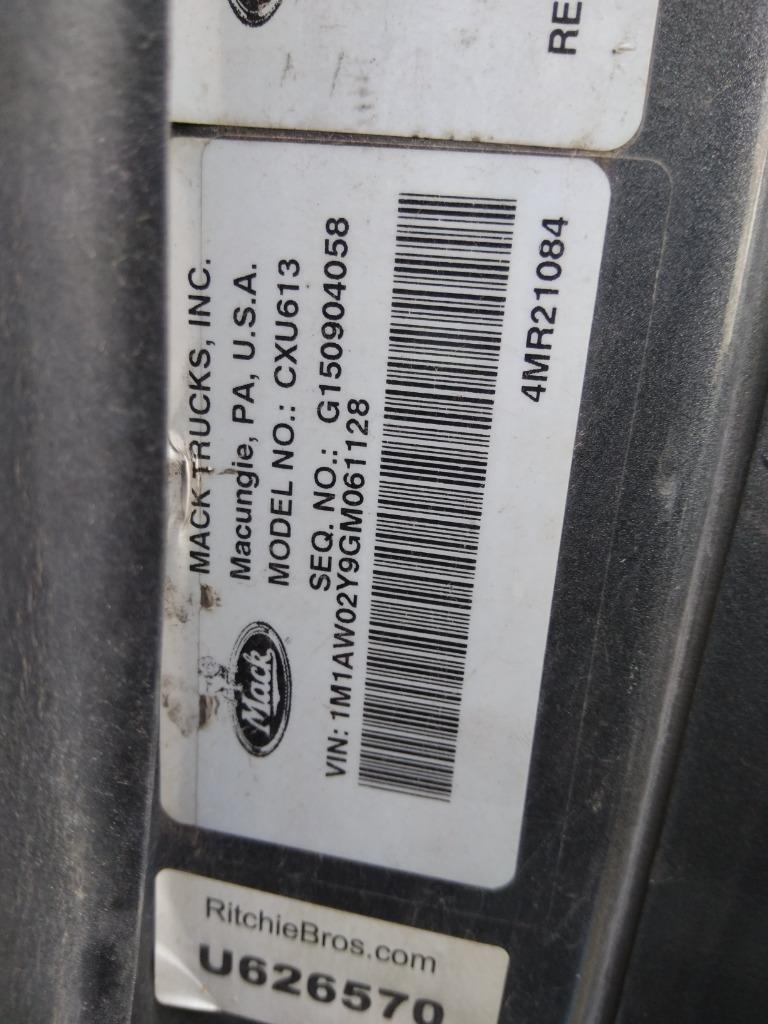 RE
MACK TRUCKS, INC.
Macungie, PA, U.S.A.
MODEL NO.: CXU613
SEQ. NO.: G150904058
VIN: 1M1AW02Y9GM061128
4MR21084
Mack
RitchieBros.com
U626570